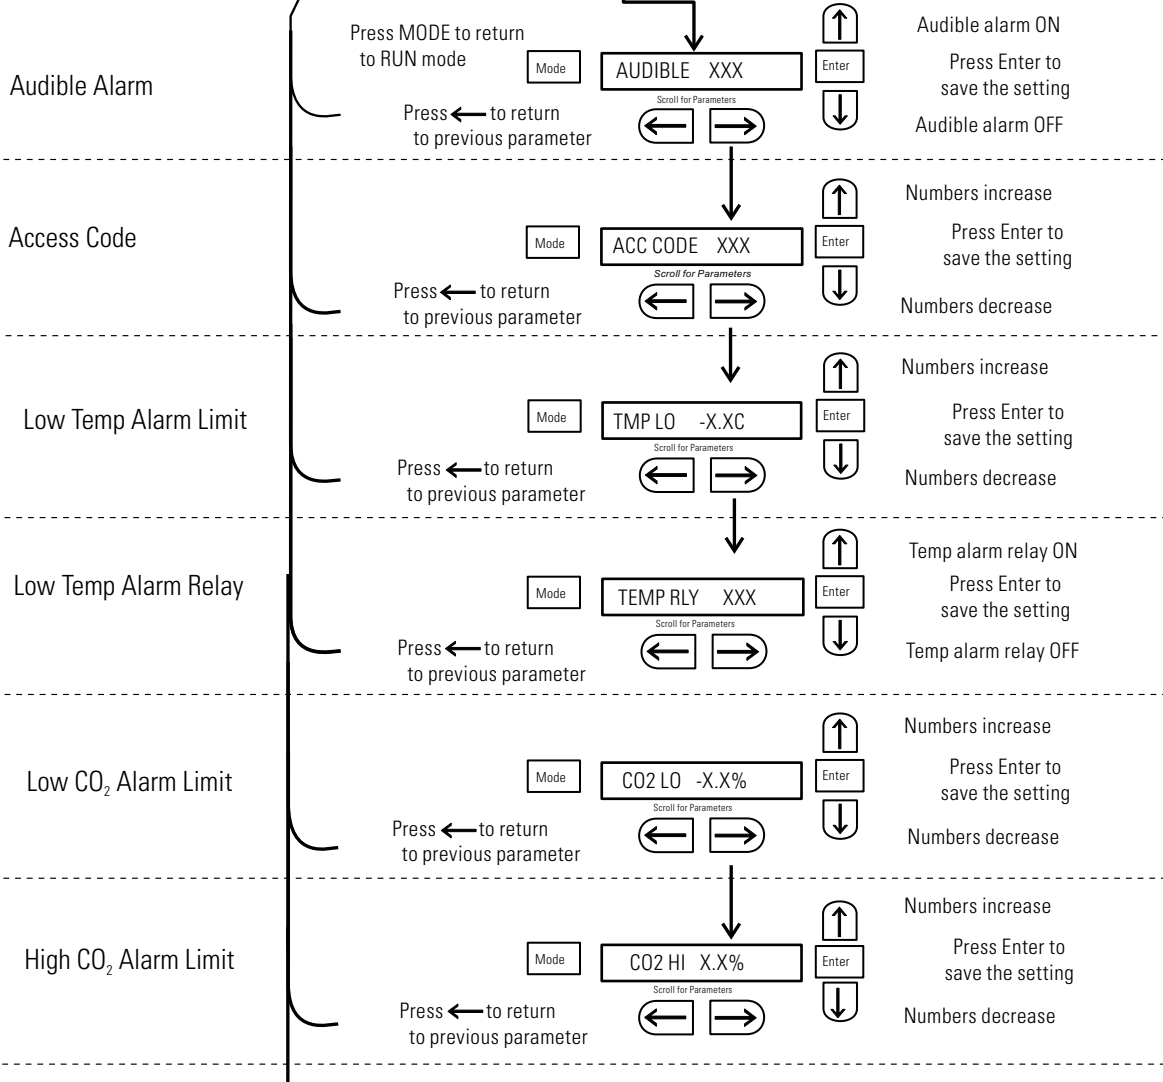 Audible Alarm
Press MODE to return
to RUN mode
Mode
AUDIBLE XXX
Scroll for Parameters
Press ← to return
to previous parameter
Audible alarm ON
Enter
Press Enter to
save the setting
Audible alarm OFF
Access Code
Mode
ACC CODE XXX
Scroll for Parameters
Press ← to return
to previous parameter
Numbers increase
Enter
Press Enter to
save the setting
Numbers decrease
Low Temp Alarm Limit
Mode
TMP LO -X.XC
Scroll for Parameters
Press ← to return
to previous parameter
Numbers increase
Enter
Press Enter to
save the setting
Numbers decrease
Low Temp Alarm Relay
Mode
TEMP RLY XXX
Scroll for Parameters
Press ← to return
to previous parameter
Temp alarm relay ON
Enter
Press Enter to
save the setting
Temp alarm relay OFF
Low CO₂ Alarm Limit
Mode
CO2 LO -X.X%
Scroll for Parameters
Press ← to return
to previous parameter
Numbers increase
Enter
Press Enter to
save the setting
Numbers decrease
High CO₂ Alarm Limit
Mode
CO2 HI X.X%
Scroll for Parameters
Press ← to return
to previous parameter
Numbers increase
Enter
Press Enter to
save the setting
Numbers decrease